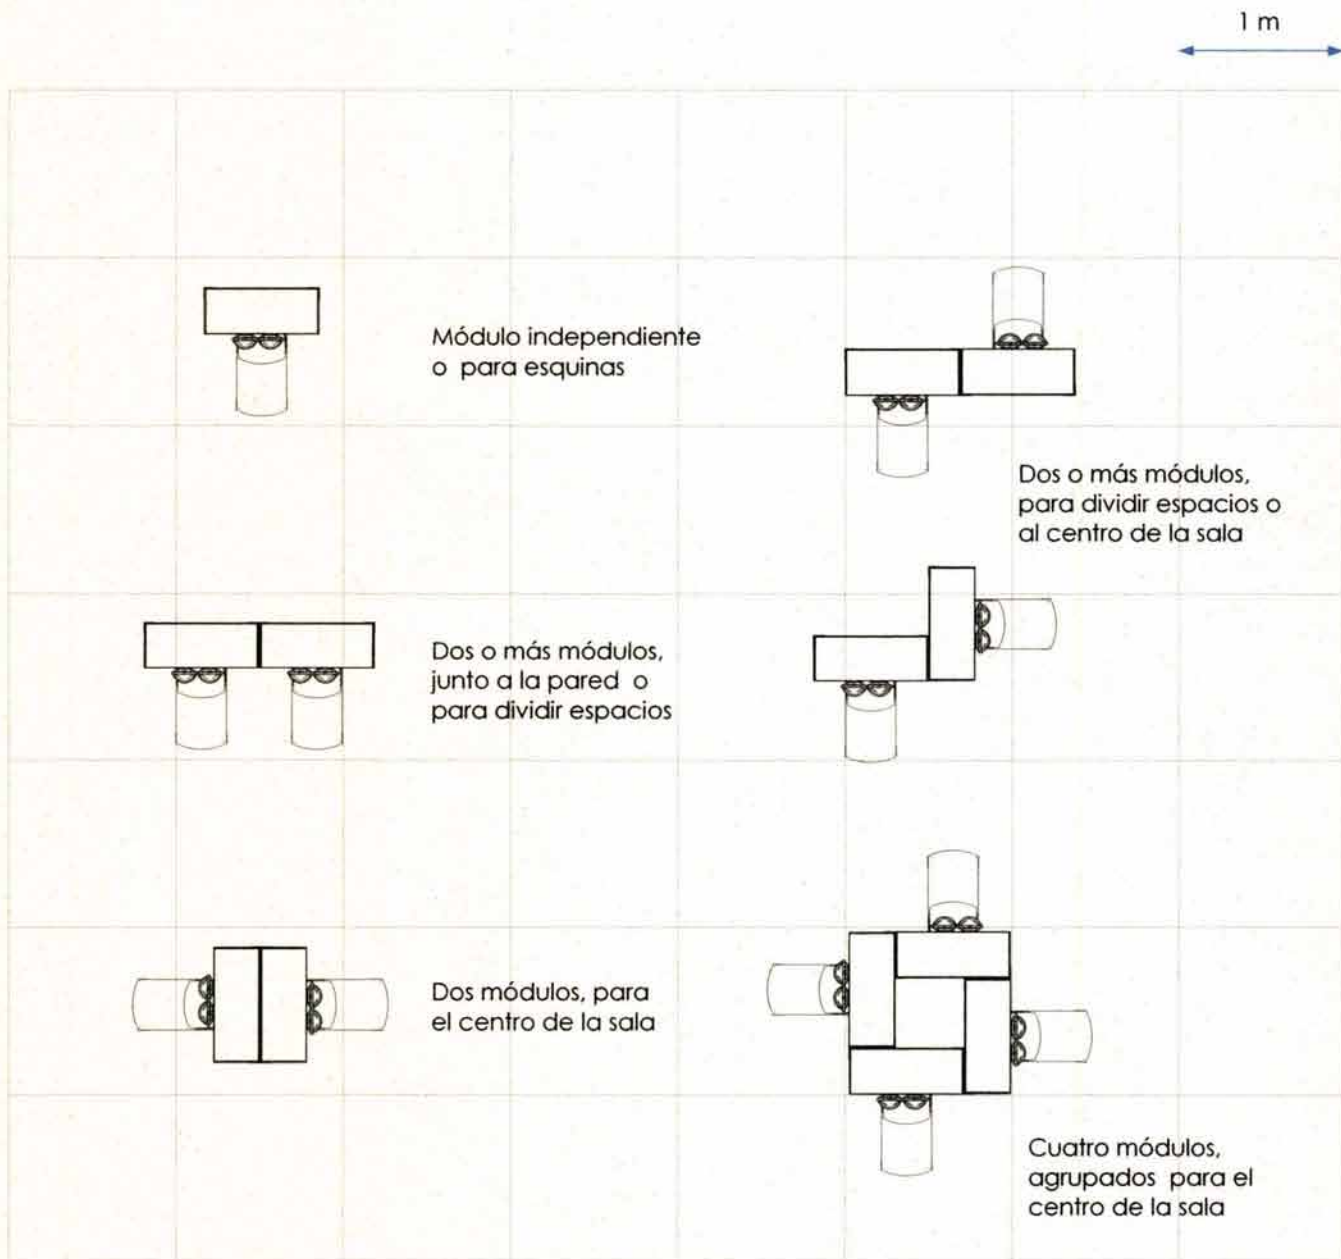 1 m
Módulo independiente
o para esquinas
Dos o más módulos,
para dividir espacios o
al centro de la sala
Dos o más módulos,
junto a la pared o
para dividir espacios
Dos módulos, para
el centro de la sala
Cuatro módulos,
agrupados para el
centro de la sala